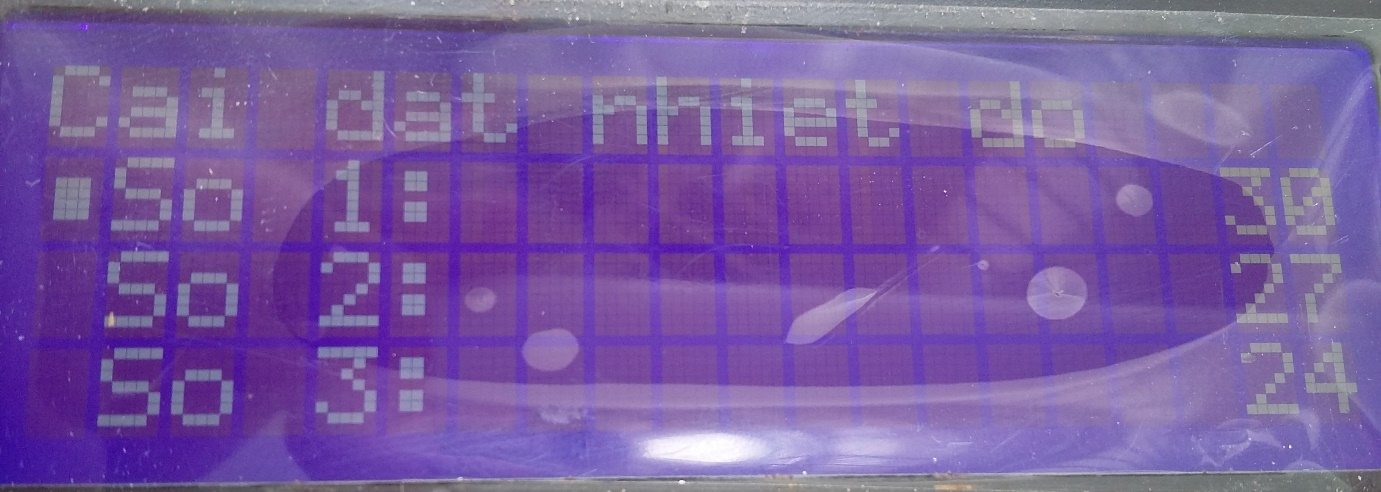 Cai dat nhiet do
So 1: 30
So 2: 27
So 3: 24